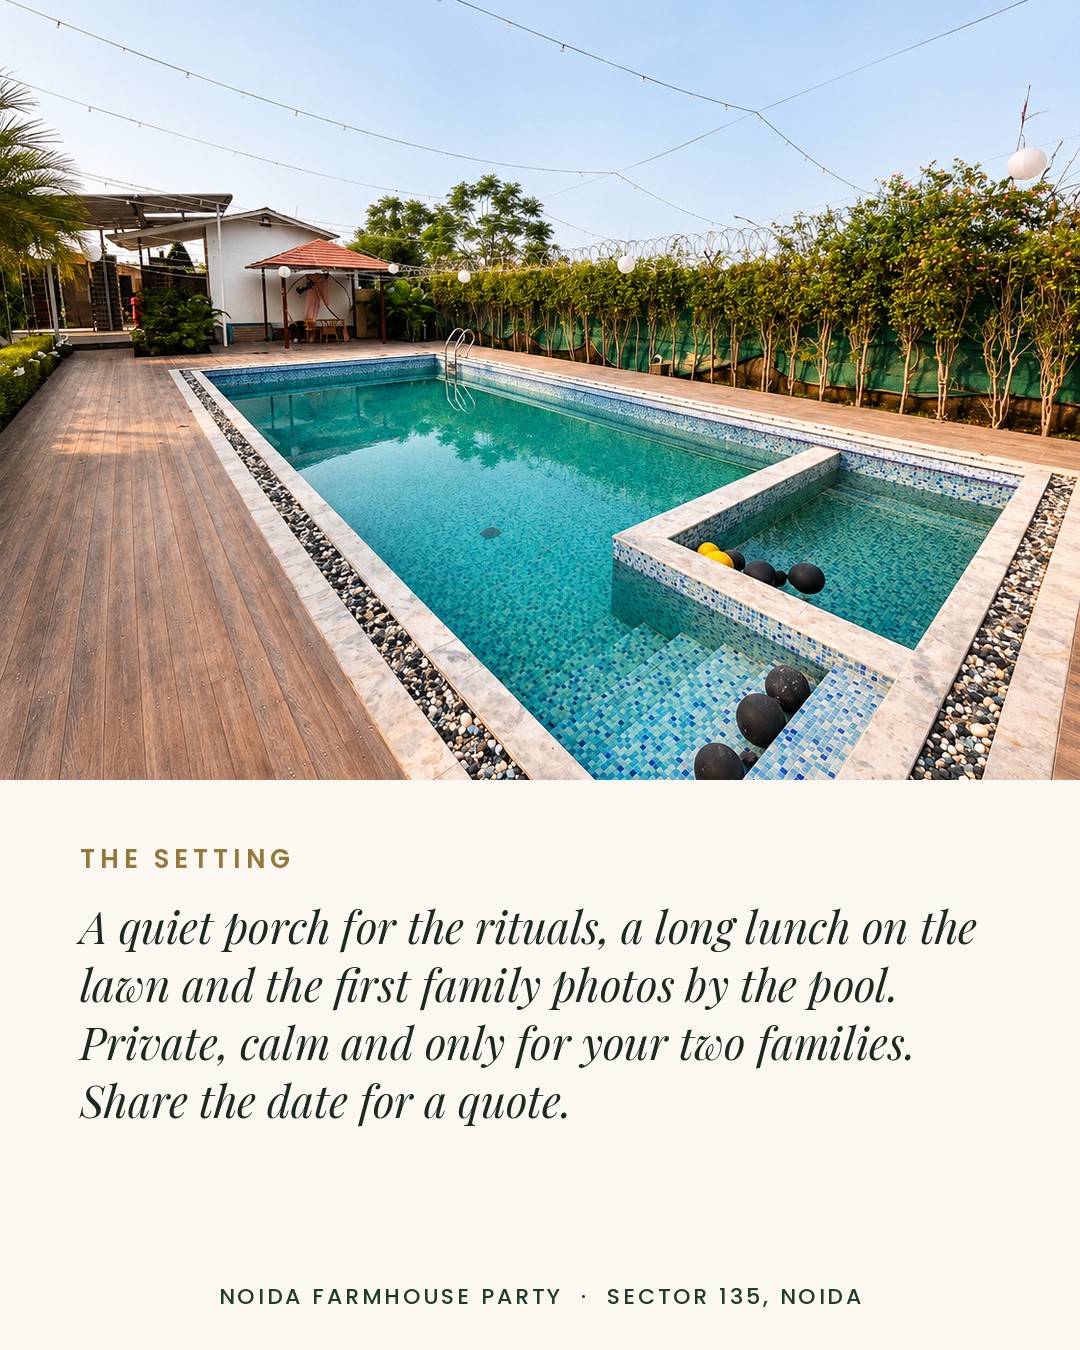 THE SETTING
A quiet porch for the rituals, a long lunch on the
lawn and the first family photos by the pool.
Private, calm and only for your two families.
Share the date for a quote.
NOIDA FARMHOUSE PARTY · SECTOR 135, NOIDA